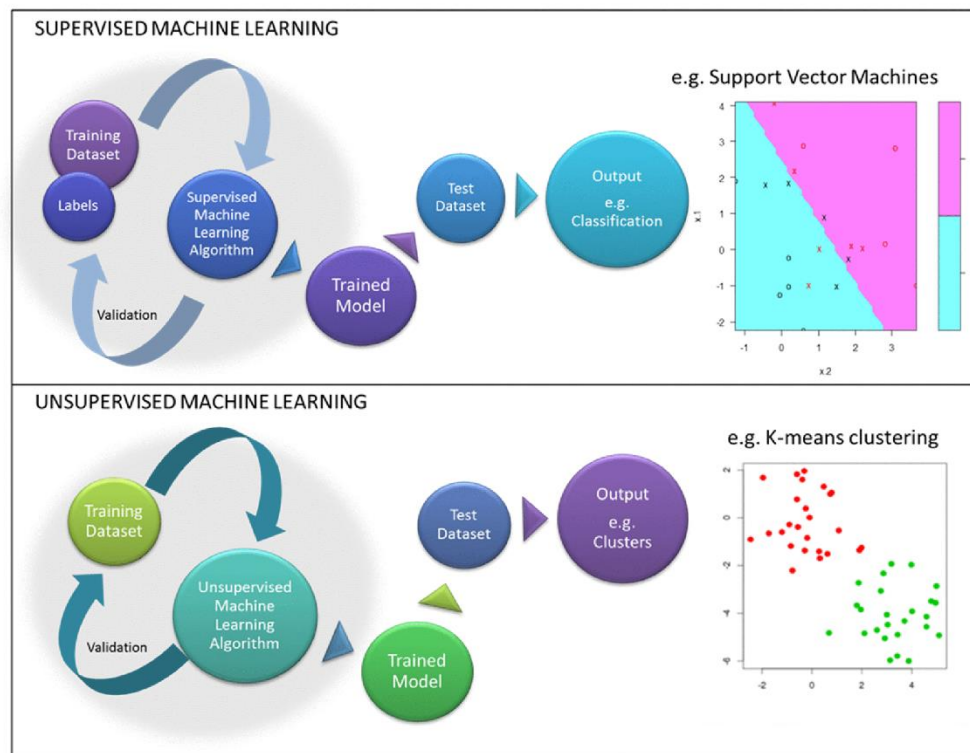 SUPERVISED MACHINE LEARNING
Training
Dataset
Labels
Supervised
Machine
Learning
Algorithm
Validation
Trained
Model
Test
Dataset
Output
e.g.
Classification
e.g. Support Vector Machines
4
3
2
1
0
-1
-2
x.1
-1
0
1
2
3
x.2
UNSUPERVISED MACHINE LEARNING
Training
Dataset
Unsupervised
Machine
Learning
Algorithm
Validation
Trained
Model
Test
Dataset
Output
e.g.
Clusters
e.g. K-means clustering
2
0
-2
-4
-6
-2
0
2
4